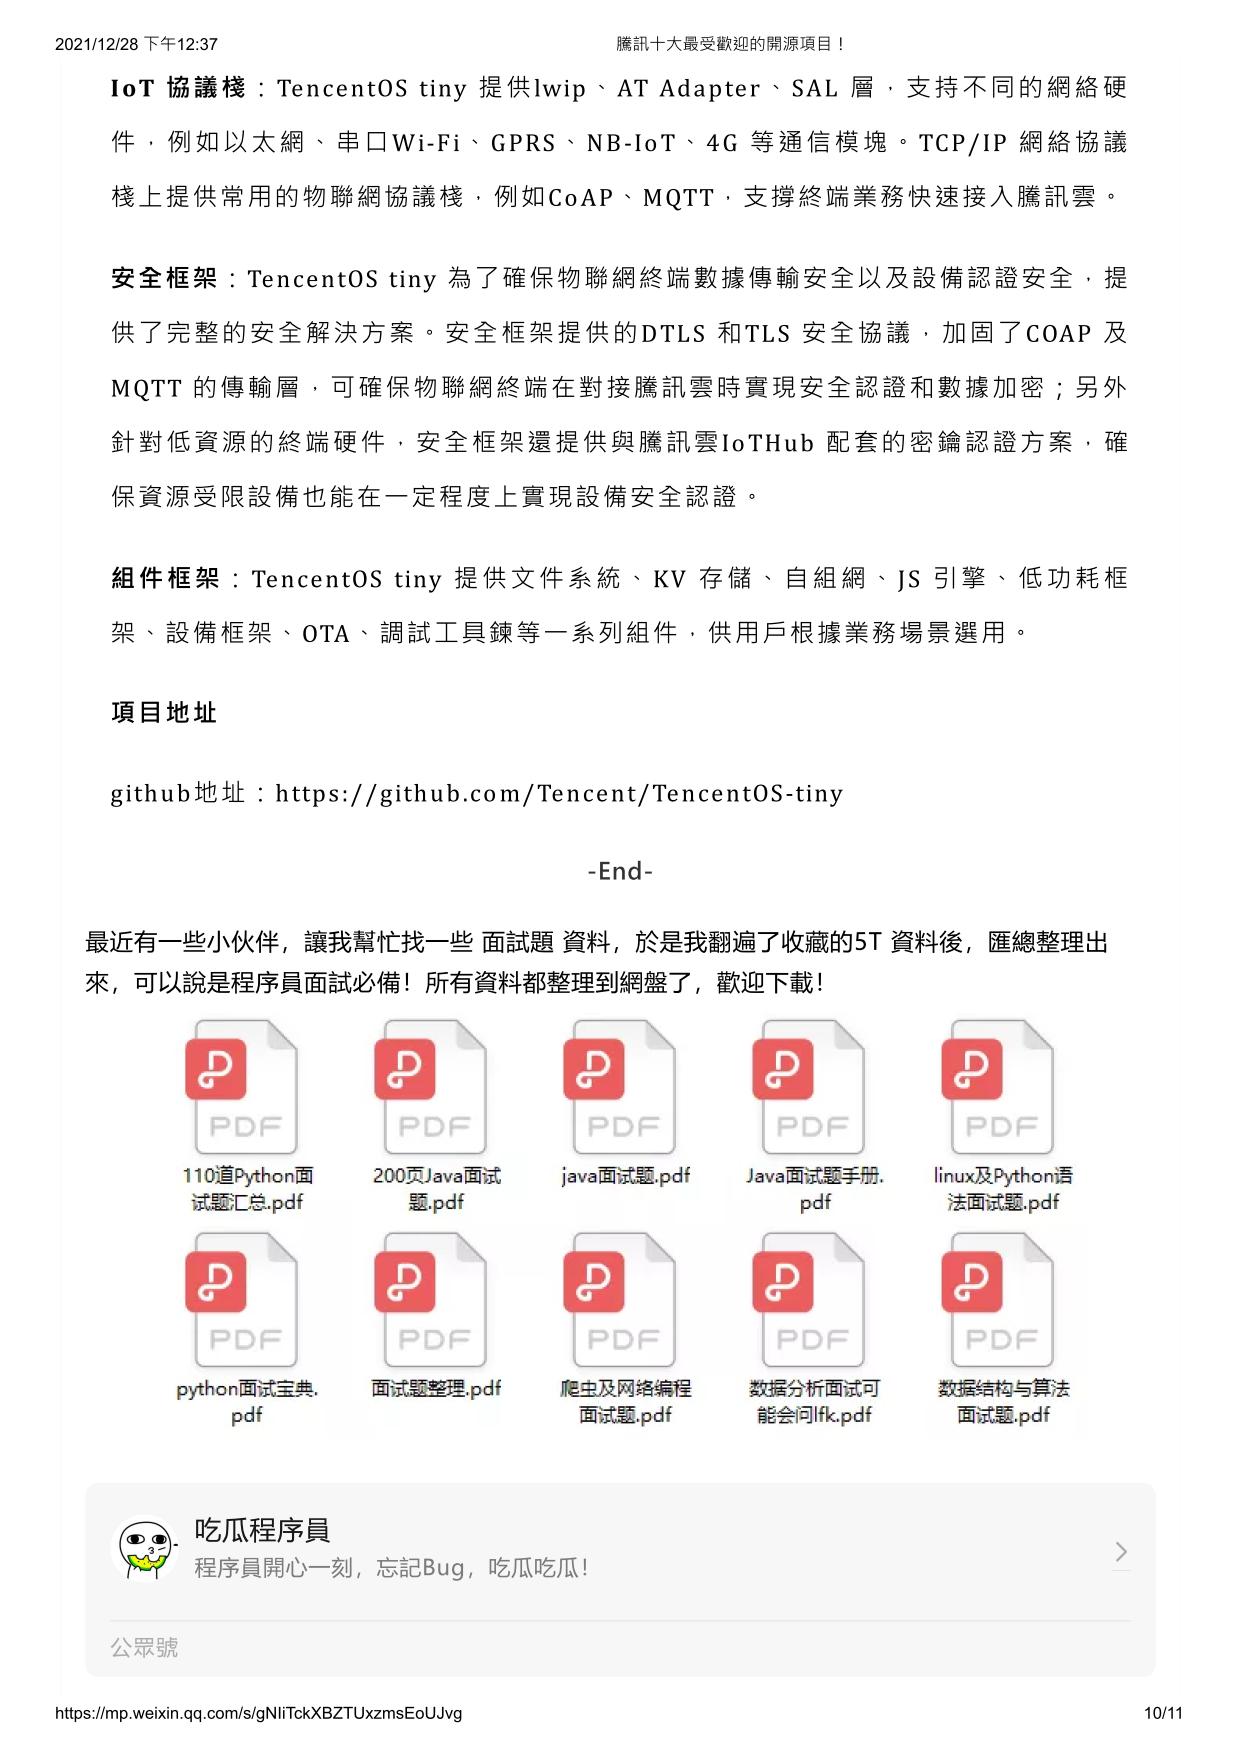 2021/12/28 下午12:37
騰訊十大最受歡迎的開源項目！
IoT 協議棧：TencentOS tiny 提供lwip、AT Adapter、SAL 層，支持不同的網絡硬
件，例如以太網、串口Wi-Fi、GPRS、NB-IoT、4G 等通信模塊。TCP/IP 網絡協議
棧上提供常用的物聯網協議棧，例如CoAP、MQTT，支撐終端業務快速接入騰訊雲。
安全框架：TencentOS tiny 為了確保物聯網終端數據傳輸安全以及設備認證安全，提
供了完整的安全解決方案。安全框架提供的DTLS 和TLS 安全協議，加固了COAP 及
MQTT 的傳輸層，可確保物聯網終端在對接騰訊雲時實現安全認證和數據加密；另外
針對低資源的終端硬件，安全框架還提供與騰訊雲IoTHub 配套的密鑰認證方案，確
保資源受限設備也能在一定程度上實現設備安全認證。
組件框架：TencentOS tiny 提供文件系統、KV 存儲、自組網、JS 引擎、低功耗框
架、設備框架、OTA、調試工具鍊等一系列組件，供用戶根據業務場景選用。
項目地址
github地址：https://github.com/Tencent/TencentOS-tiny
-End-
最近有一些小伙伴，讓我幫忙找一些 面試題 資料，於是我翻遍了收藏的5T 資料後，匯總整理出
來，可以說是程序員面試必備！所有資料都整理到網盤了，歡迎下載！
PDF PDF PDF PDF PDF
110道Python面 200页Java面试 java面试题.pdf Java面试题手册. linux及Python语
试题汇总.pdf 题.pdf pdf 法面试题.pdf
PDF PDF PDF PDF PDF
python面试宝典. 面试题整理.pdf 爬虫及网络编程 数据分析面试可 数据结构与算法
pdf 面试题.pdf 能会问lfk.pdf 面试题.pdf
吃瓜程序員
程序員開心一刻，忘記Bug，吃瓜吃瓜！
公眾號
https://mp.weixin.qq.com/s/gNIiTckXBZTUxzmsEoUJvg
10/11